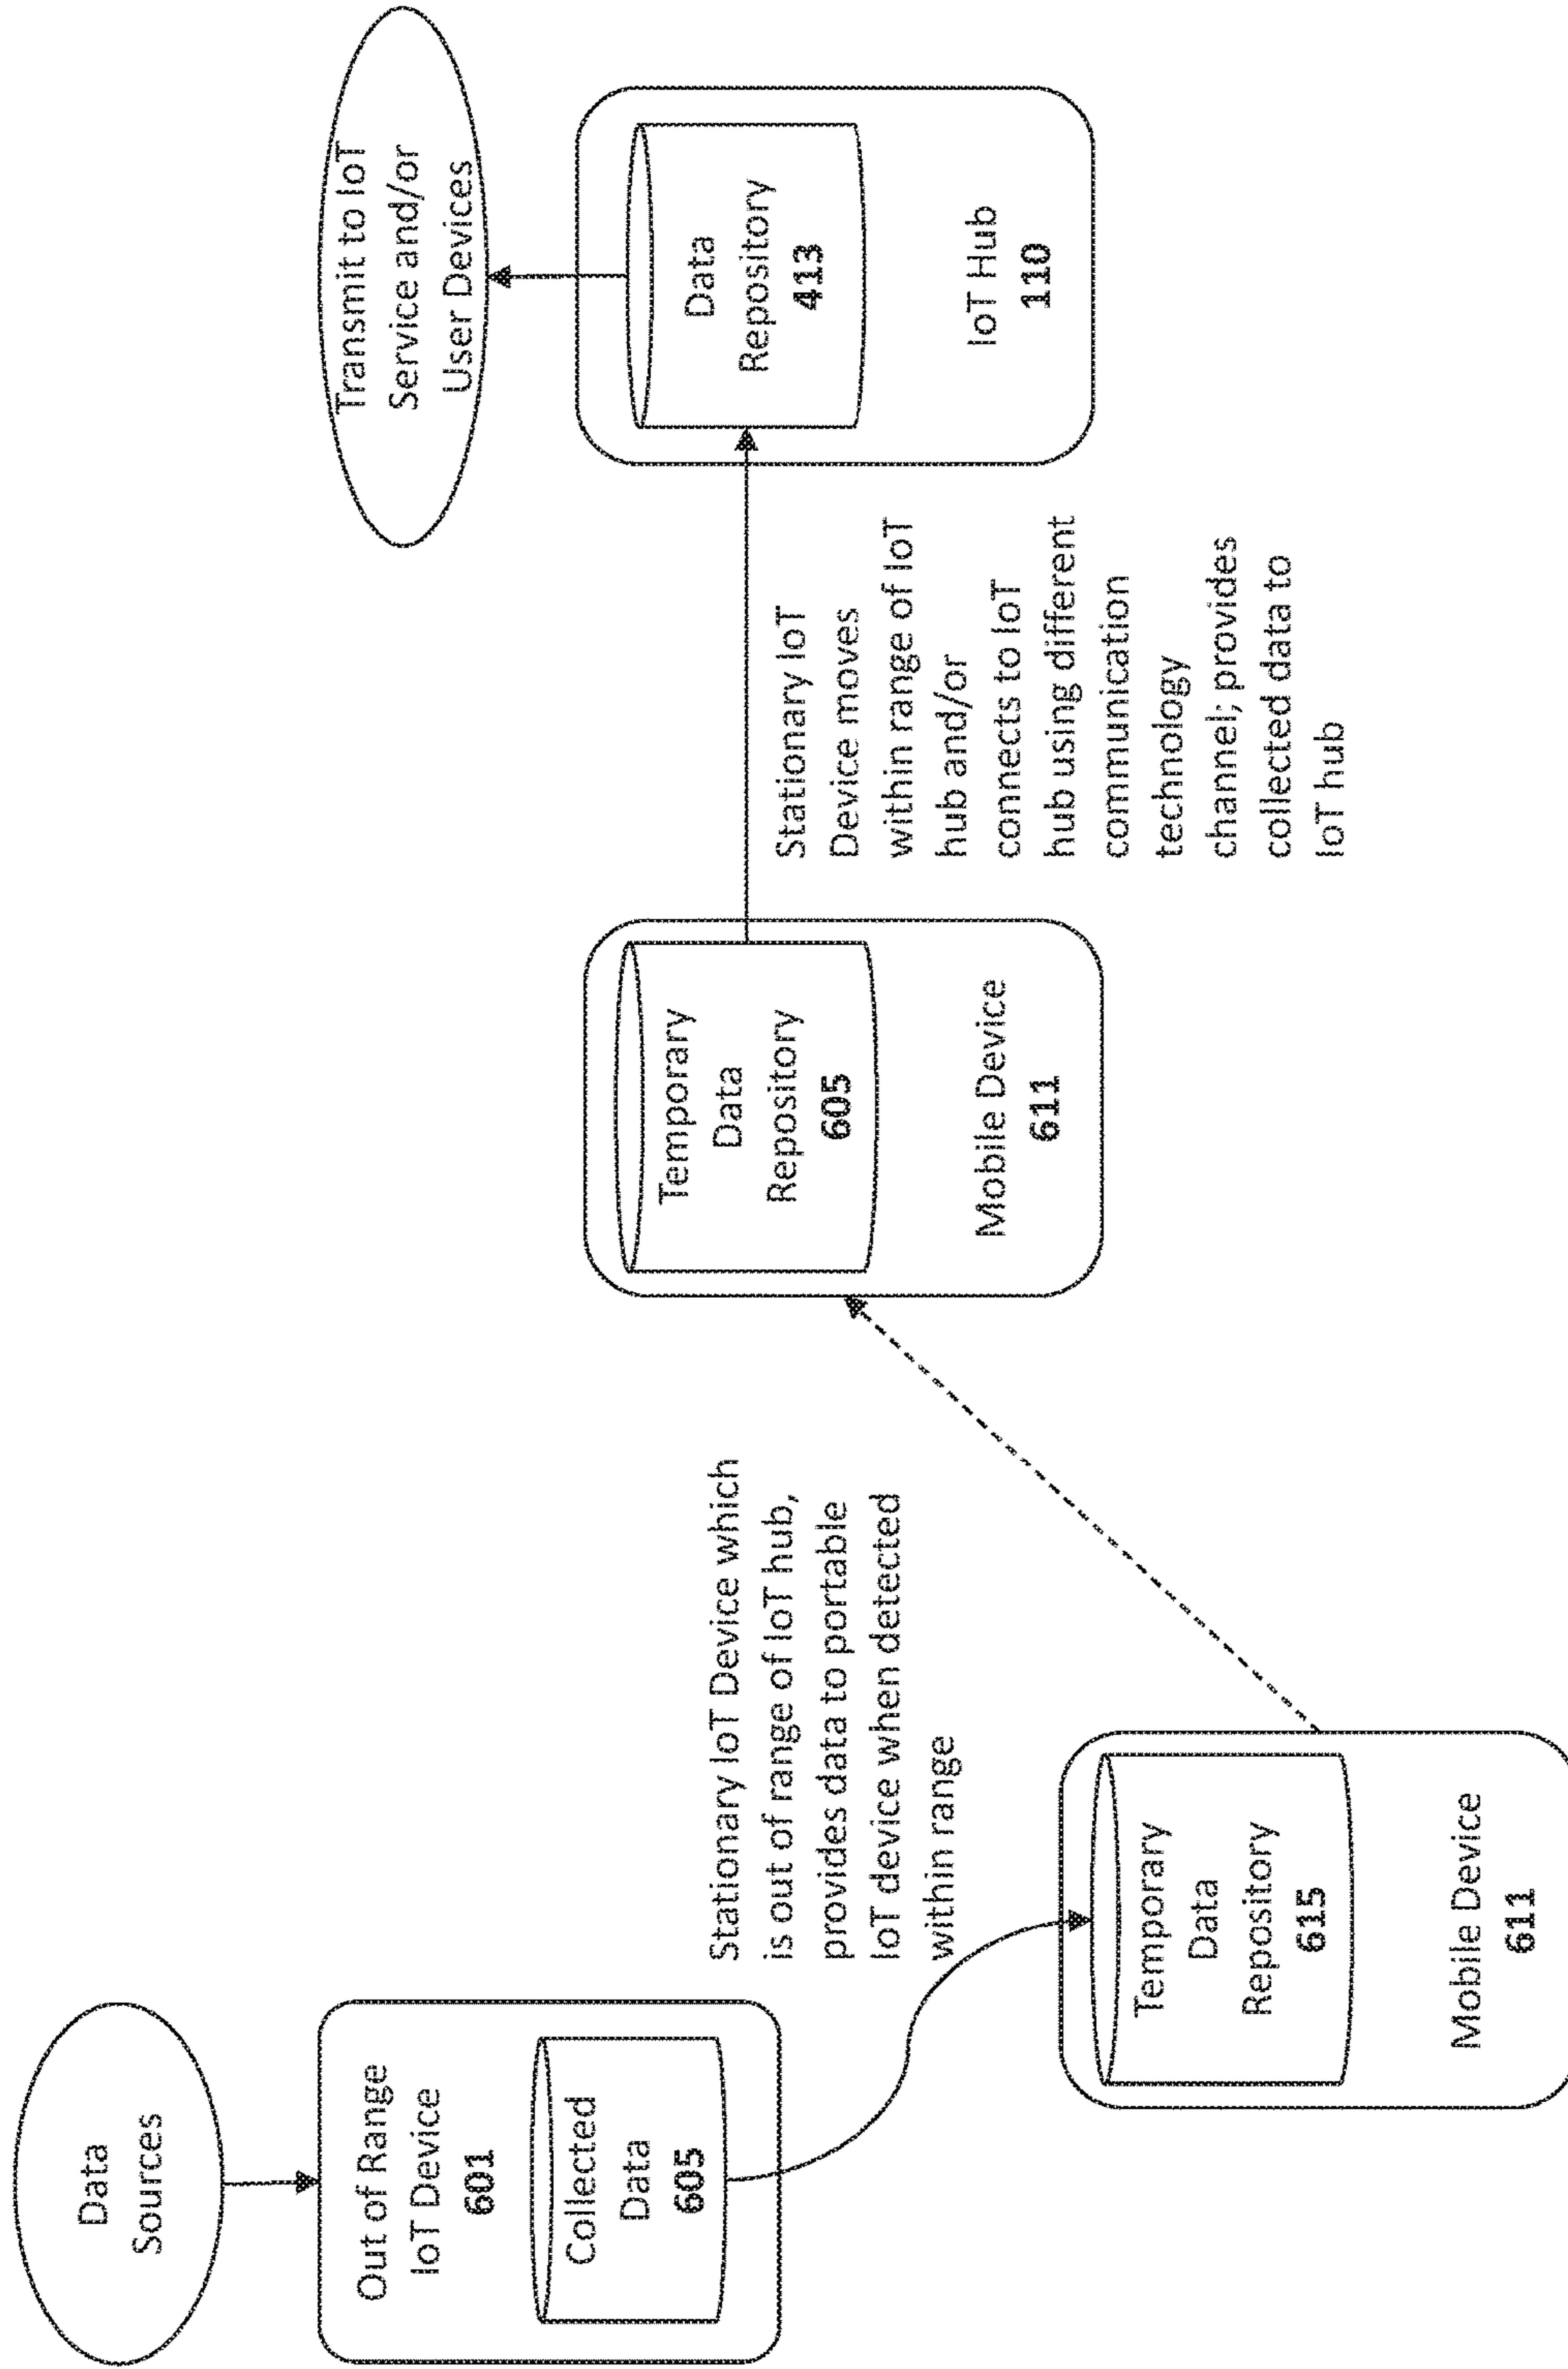 Data
Sources
Out of Range
IoT Device
601
Collected
Data
605
Stationary IoT Device which
is out of range of IoT hub,
provides data to portable
IoT device when detected
within range
Temporary
Data
Repository
615
Mobile Device
611
Temporary
Data
Repository
605
Mobile Device
611
Stationary IoT
Device moves
within range of IoT
hub and/or
connects to IoT
hub using different
communication
technology
channel; provides
collected data to
IoT hub
Transmit to IoT
Service and/or
User Devices
Data
Repository
413
IoT Hub
110